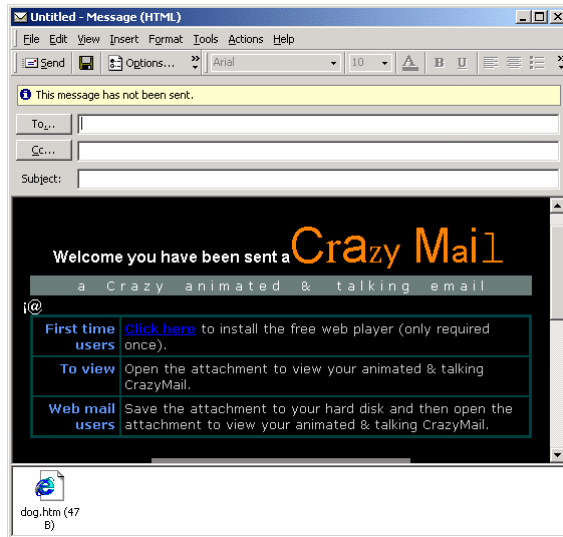 Untitled - Message (HTML)
File Edit View Insert Format Tools Actions Help
Send Options... Arial 10 A B U
This message has not been sent.
To...
Cc...
Subject:
Welcome you have been sent a Crazy Mail
a Crazy animated & talking email
¡@
First time users
Click here to install the free web player (only required
once).
To view
Open the attachment to view your animated & talking
CrazyMail.
Web mail users
Save the attachment to your hard disk and then open the
attachment to view your animated & talking CrazyMail.
dog.htm (47
B)